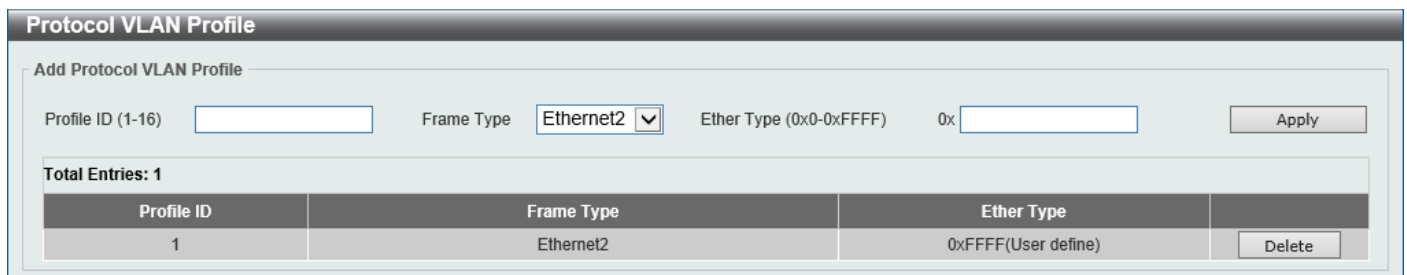 Protocol VLAN Profile
Add Protocol VLAN Profile
Profile ID (1-16) Frame Type Ethernet2 Ether Type (0x0-0xFFFF) 0x Apply
Total Entries: 1
Profile ID Frame Type Ether Type
1 Ethernet2 0xFFFF(User define) Delete